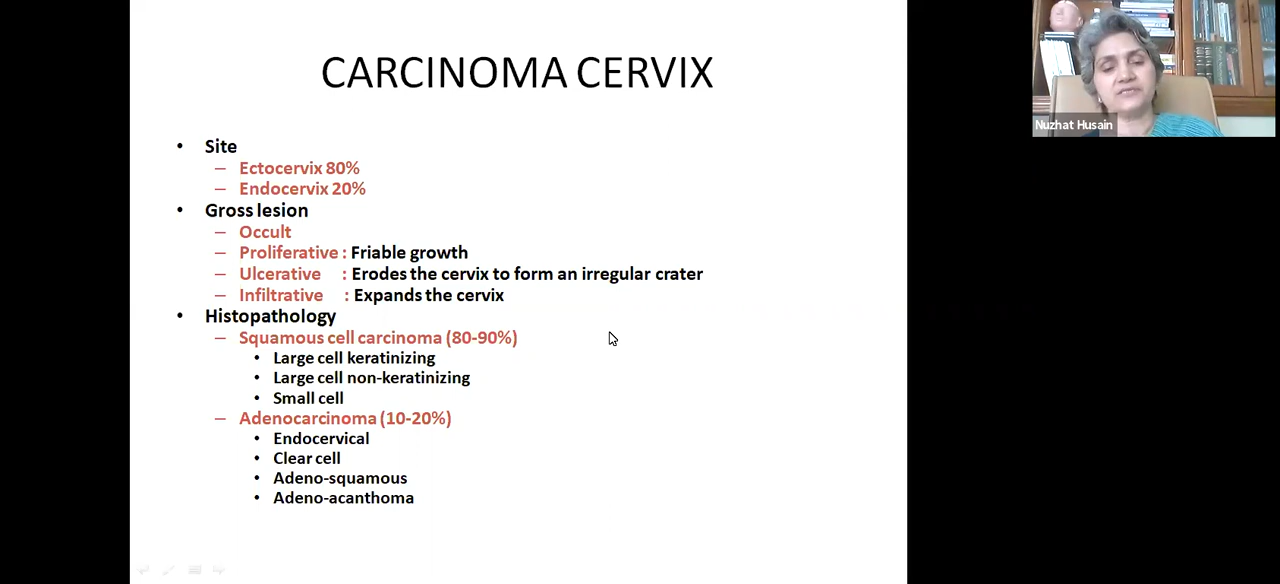 CARCINOMA CERVIX
• Site
– Ectocervix 80%
– Endocervix 20%
• Gross lesion
– Occult
– Proliferative : Friable growth
– Ulcerative : Erodes the cervix to form an irregular crater
– Infiltrative : Expands the cervix
• Histopathology
– Squamous cell carcinoma (80-90%)
• Large cell keratinizing
• Large cell non-keratinizing
• Small cell
– Adenocarcinoma (10-20%)
• Endocervical
• Clear cell
• Adeno-squamous
• Adeno-acanthoma
Nuzhat Husain